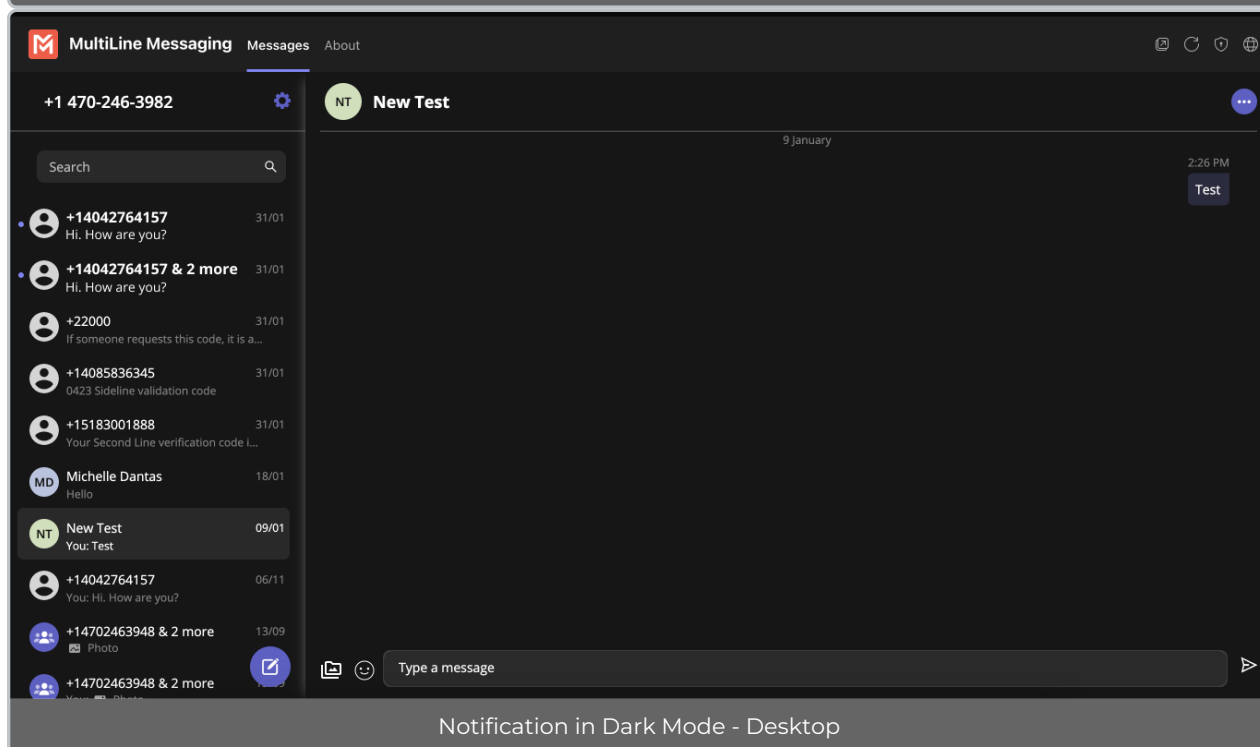 MultiLine Messaging Messages About
+1 470-246-3982
NT New Test
9 January
2:26 PM
Test
Search
+14042764157 31/01
Hi. How are you?
+14042764157 & 2 more 31/01
Hi. How are you?
+22000 31/01
If someone requests this code, it is a...
+14085836345 31/01
0423 Sideline validation code
+15183001888 31/01
Your Second Line verification code i...
MD Michelle Dantas 18/01
Hello
NT New Test 09/01
You: Test
+14042764157 06/11
You: Hi. How are you?
+14702463948 & 2 more 13/09
Photo
+14702463948 & 2 more
Type a message
Notification in Dark Mode - Desktop